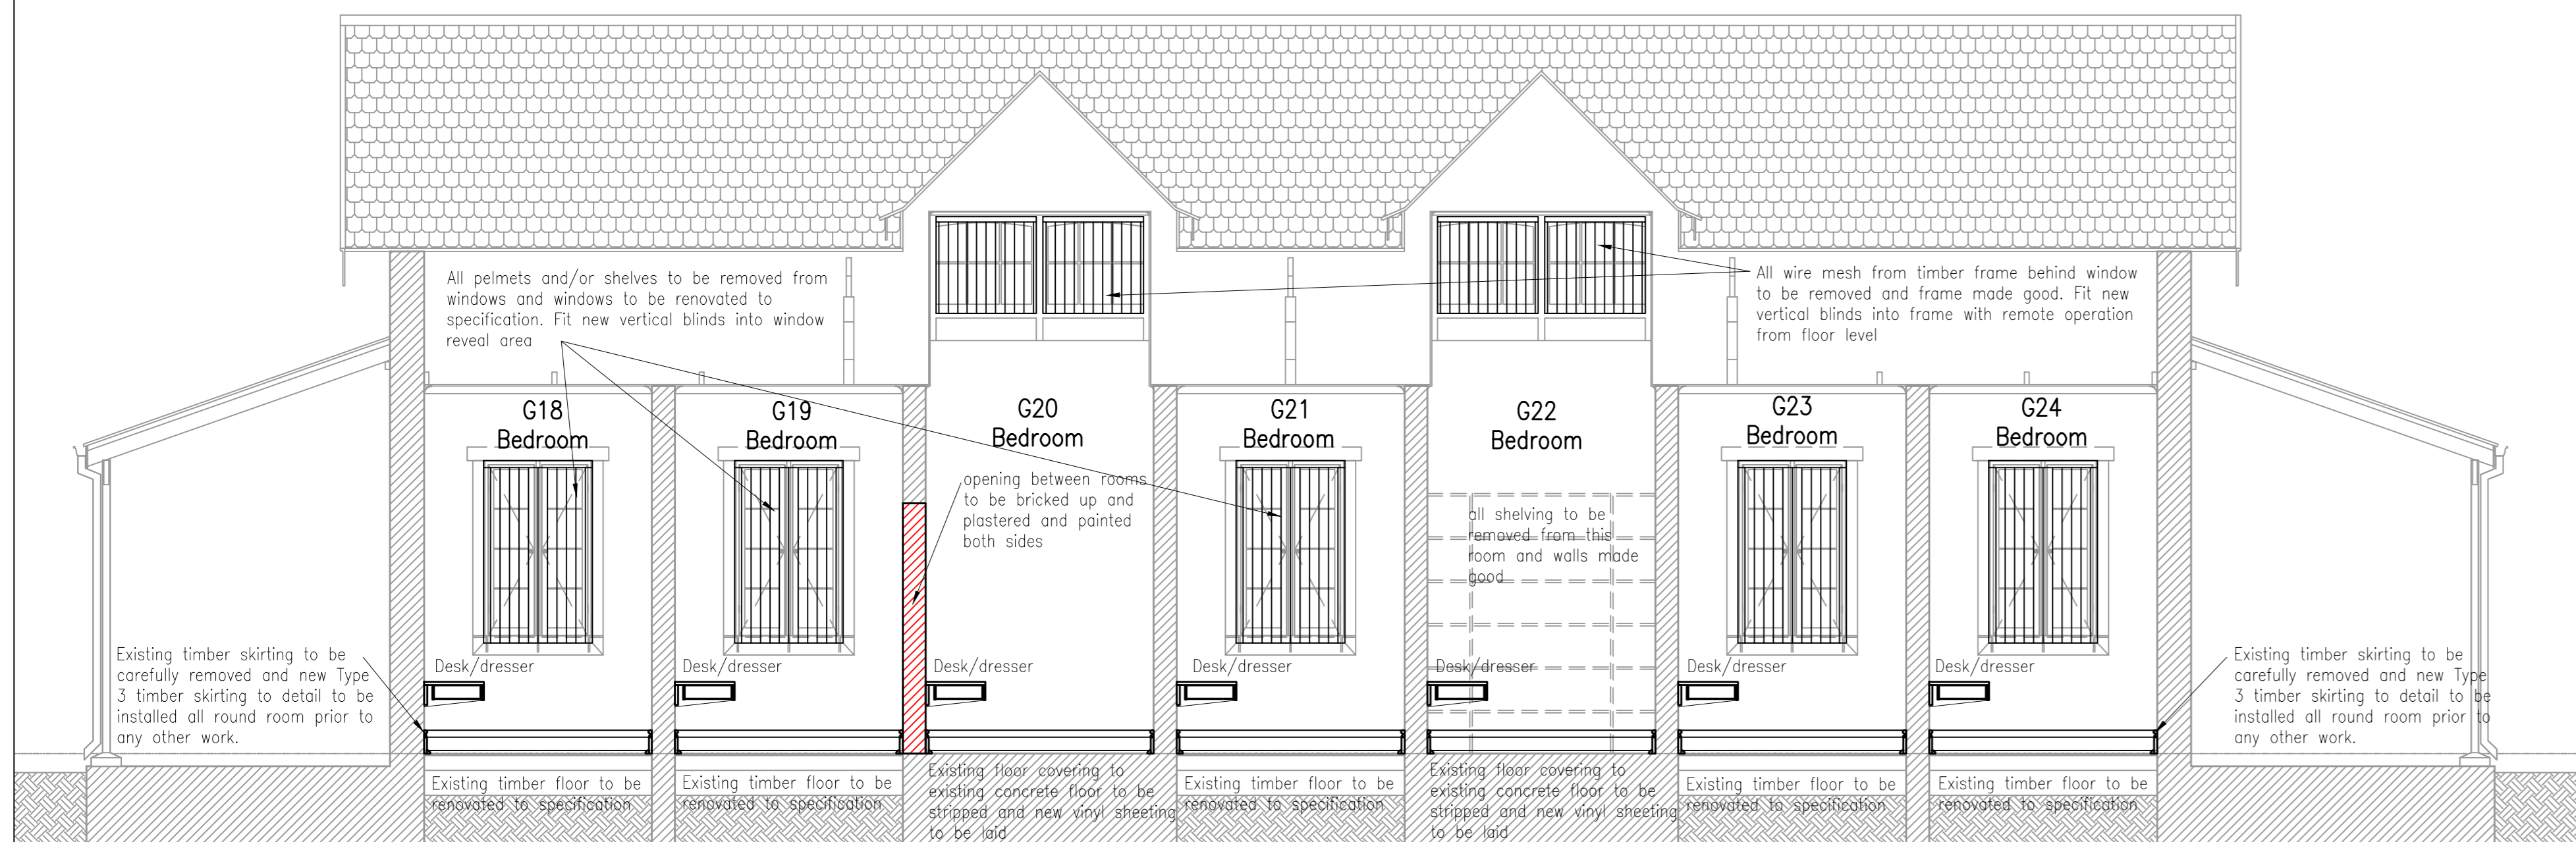 All pelmets and/or shelves to be removed from
windows and windows to be renovated to
specification. Fit new vertical blinds into window
reveal area
All wire mesh from timber frame behind window
to be removed and frame made good. Fit new
vertical blinds into frame with remote operation
from floor level
G18
Bedroom
G19
Bedroom
G20
Bedroom
G21
Bedroom
G22
Bedroom
G23
Bedroom
G24
Bedroom
opening between rooms
to be bricked up and
plastered and painted
both sides
all shelving to be
removed from this
room and walls made
good
Existing timber skirting to be
carefully removed and new Type
3 timber skirting to detail to be
installed all round room prior to
any other work.
Desk/dresser
Desk/dresser
Desk/dresser
Desk/dresser
Desk/dresser
Desk/dresser
Desk/dresser
Existing timber skirting to be
carefully removed and new Type
3 timber skirting to detail to be
installed all round room prior to
any other work.
Existing timber floor to be
renovated to specification
Existing timber floor to be
renovated to specification
Existing floor covering to
existing concrete floor to be
stripped and new vinyl sheeting
to be laid
Existing timber floor to be
renovated to specification
Existing floor covering to
existing concrete floor to be
stripped and new vinyl sheeting
to be laid
Existing timber floor to be
renovated to specification
Existing timber floor to be
renovated to specification